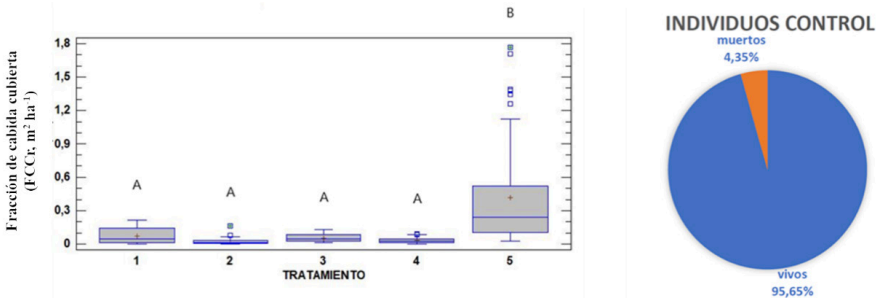 Fracción de cabida cubierta
(FCCr, m² ha⁻¹)
1,8
1,5
1,2
0,9
0,6
0,3
0
A
A
A
A
B
1
2
3
4
5
TRATAMIENTO
INDIVIDUOS CONTROL
muertos
4,35%
vivos
95,65%